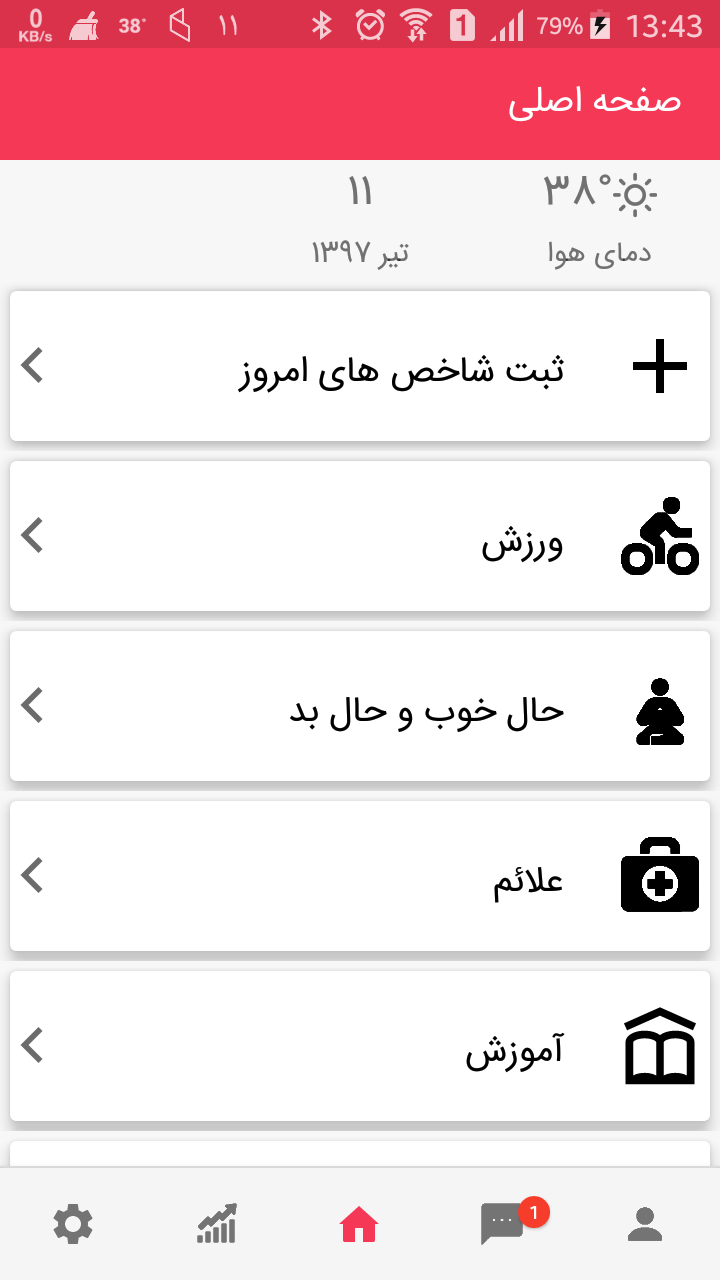 0 KB/s 38° ۱۱ 1 79% 13:43
صفحه اصلی
۳۸°
۱۱
دمای هوا
تیر ۱۳۹۷
ثبت شاخص های امروز
ورزش
حال خوب و حال بد
علائم
آموزش
1